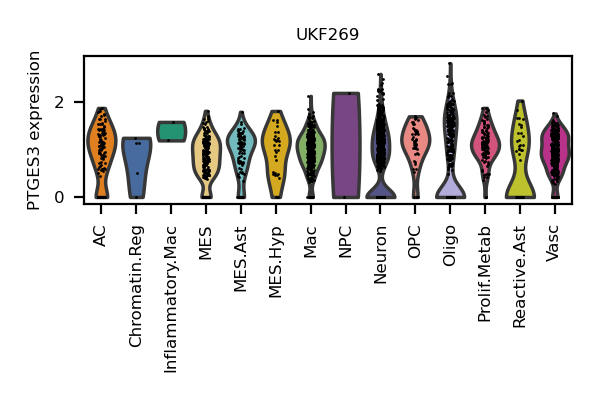 UKF269
PTGES3 expression
2
0
AC
Chromatin.Reg
Inflammatory.Mac
MES
MES.Ast
MES.Hyp
Mac
NPC
Neuron
OPC
Oligo
Prolif.Metab
Reactive.Ast
Vasc